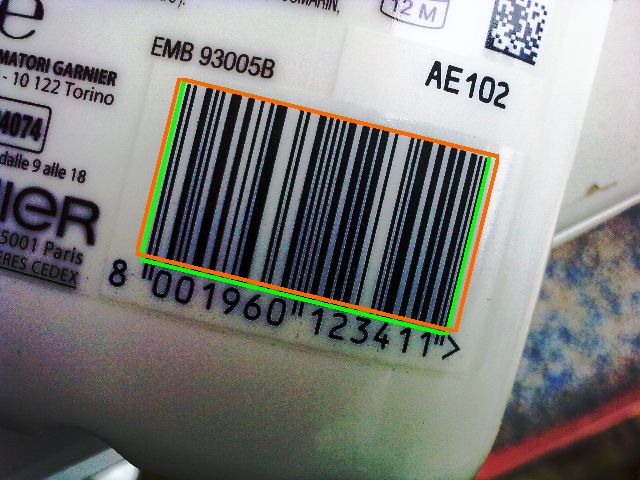 e
12 M
EMB 93005B
AE102
MATORI GARNIER
- 10 122 Torino
4074
dalle 9 alle 18
IER
5001 Paris
RES CEDEX
8 "001960"123411">